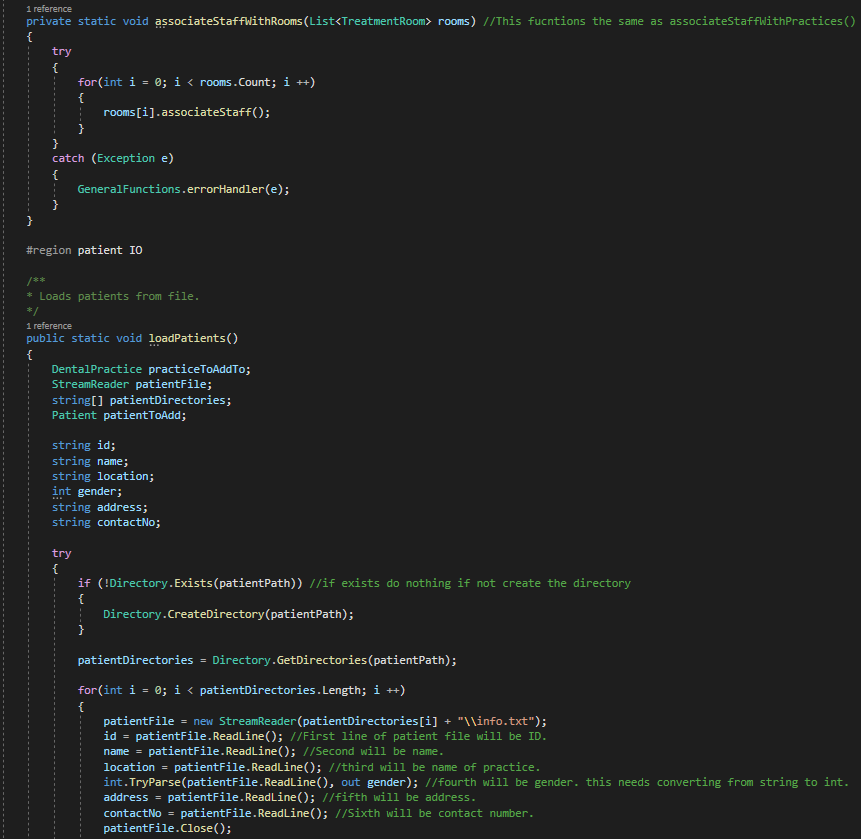 1 reference
private static void associateStaffWithRooms(List<TreatmentRoom> rooms) //This fucntions the same as associateStaffWithPractices()
{
try
{
for(int i = 0; i < rooms.Count; i ++)
{
rooms[i].associateStaff();
}
}
catch (Exception e)
{
GeneralFunctions.errorHandler(e);
}
}
#region patient IO
/**
* Loads patients from file.
*/
1 reference
public static void loadPatients()
{
DentalPractice practiceToAddTo;
StreamReader patientFile;
string[] patientDirectories;
Patient patientToAdd;
string id;
string name;
string location;
int gender;
string address;
string contactNo;
try
{
if (!Directory.Exists(patientPath)) //if exists do nothing if not create the directory
{
Directory.CreateDirectory(patientPath);
}
patientDirectories = Directory.GetDirectories(patientPath);
for(int i = 0; i < patientDirectories.Length; i ++)
{
patientFile = new StreamReader(patientDirectories[i] + "\\info.txt");
id = patientFile.ReadLine(); //First line of patient file will be ID.
name = patientFile.ReadLine(); //Second will be name.
location = patientFile.ReadLine(); //third will be name of practice.
int.TryParse(patientFile.ReadLine(), out gender); //fourth will be gender. this needs converting from string to int.
address = patientFile.ReadLine(); //fifth will be address.
contactNo = patientFile.ReadLine(); //Sixth will be contact number.
patientFile.Close();